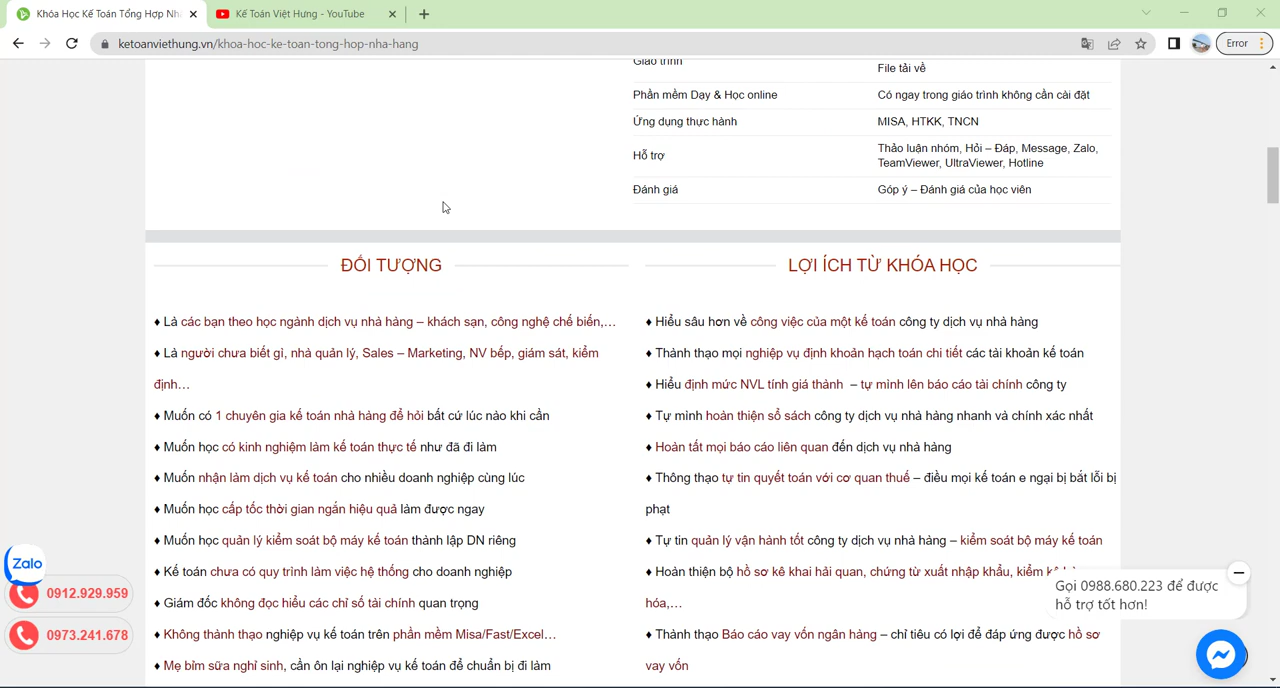 Khóa Học Kế Toán Tổng Hợp Nh
Kế Toán Việt Hưng - YouTube
ketoanviethung.vn/khoa-hoc-ke-toan-tong-hop-nha-hang
Error
Giáo trình
File tải về
Phần mềm Dạy & Học online
Có ngay trong giáo trình không cần cài đặt
Ứng dụng thực hành
MISA, HTKK, TNCN
Hỗ trợ
Thảo luận nhóm, Hỏi – Đáp, Message, Zalo,
TeamViewer, UltraViewer, Hotline
Đánh giá
Góp ý – Đánh giá của học viên
ĐỐI TƯỢNG
♦ Là các bạn theo học ngành dịch vụ nhà hàng – khách sạn, công nghệ chế biến,…
♦ Là người chưa biết gì, nhà quản lý, Sales – Marketing, NV bếp, giám sát, kiểm
định…
♦ Muốn có 1 chuyên gia kế toán nhà hàng để hỏi bất cứ lúc nào khi cần
♦ Muốn học có kinh nghiệm làm kế toán thực tế như đã đi làm
♦ Muốn nhận làm dịch vụ kế toán cho nhiều doanh nghiệp cùng lúc
♦ Muốn học cấp tốc thời gian ngắn hiệu quả làm được ngay
♦ Muốn học quản lý kiểm soát bộ máy kế toán thành lập DN riêng
♦ Kế toán chưa có quy trình làm việc hệ thống cho doanh nghiệp
♦ Giám đốc không đọc hiểu các chỉ số tài chính quan trọng
♦ Không thành thạo nghiệp vụ kế toán trên phần mềm Misa/Fast/Excel…
♦ Mẹ bỉm sữa nghỉ sinh, cần ôn lại nghiệp vụ kế toán để chuẩn bị đi làm
LỢI ÍCH TỪ KHÓA HỌC
♦ Hiểu sâu hơn về công việc của một kế toán công ty dịch vụ nhà hàng
♦ Thành thạo mọi nghiệp vụ định khoản hạch toán chi tiết các tài khoản kế toán
♦ Hiểu định mức NVL tính giá thành – tự mình lên báo cáo tài chính công ty
♦ Tự mình hoàn thiện sổ sách công ty dịch vụ nhà hàng nhanh và chính xác nhất
♦ Hoàn tất mọi báo cáo liên quan đến dịch vụ nhà hàng
♦ Thông thạo tự tin quyết toán với cơ quan thuế – điều mọi kế toán e ngại bị bắt lỗi bị
phạt
♦ Tự tin quản lý vận hành tốt công ty dịch vụ nhà hàng – kiểm soát bộ máy kế toán
♦ Hoàn thiện bộ hồ sơ kê khai hải quan, chứng từ xuất nhập khẩu, kiểm
hóa,…
♦ Thành thạo Báo cáo vay vốn ngân hàng – chỉ tiêu có lợi để đáp ứng được hồ sơ
vay vốn
Zalo
0912.929.959
0973.241.678
Gọi 0988.680.223 để được
hỗ trợ tốt hơn!